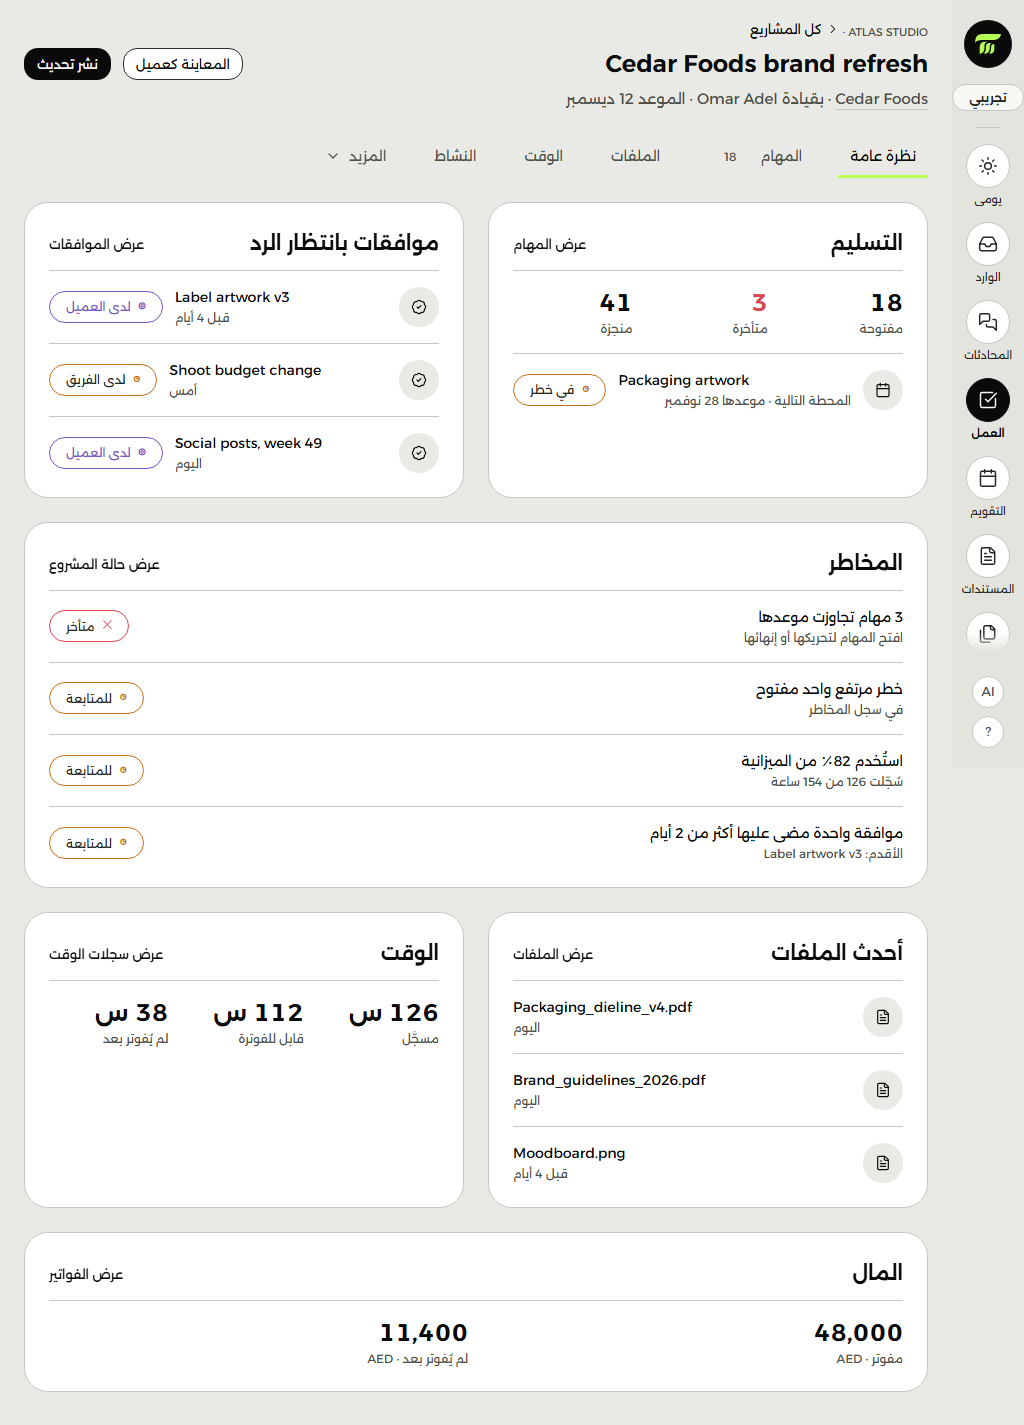 تجريبي
يومي
الوارد
المحادثات
العمل
التقويم
المستندات
AI
?
ATLAS STUDIO · كل المشاريع
Cedar Foods brand refresh
Cedar Foods · بقيادة Omar Adel · الموعد 12 ديسمبر
المعاينة كعميل
نشر تحديث
نظرة عامة
المهام 18
الملفات
الوقت
النشاط
المزيد
التسليم
عرض المهام
18
مفتوحة
3
متأخرة
41
منجزة
Packaging artwork
المحطة التالية · موعدها 28 نوفمبر
في خطر
موافقات بانتظار الرد
عرض الموافقات
Label artwork v3
قبل 4 أيام
لدى العميل
Shoot budget change
أمس
لدى الفريق
Social posts, week 49
اليوم
لدى العميل
المخاطر
عرض حالة المشروع
3 مهام تجاوزت موعدها
افتح المهام لتحريكها أو إنهائها
متأخر
خطر مرتفع واحد مفتوح
في سجل المخاطر
للمتابعة
استُخدم 82٪ من الميزانية
سُجّلت 126 من 154 ساعة
للمتابعة
موافقة واحدة مضى عليها أكثر من 2 أيام
الأقدم: Label artwork v3
للمتابعة
أحدث الملفات
عرض الملفات
Packaging_dieline_v4.pdf
اليوم
Brand_guidelines_2026.pdf
اليوم
Moodboard.png
قبل 4 أيام
الوقت
عرض سجلات الوقت
126 س
مسجّل
112 س
قابل للفوترة
38 س
لم يُفوتر بعد
المال
عرض الفواتير
48,000
مفوتر · AED
11,400
لم يُفوتر بعد · AED